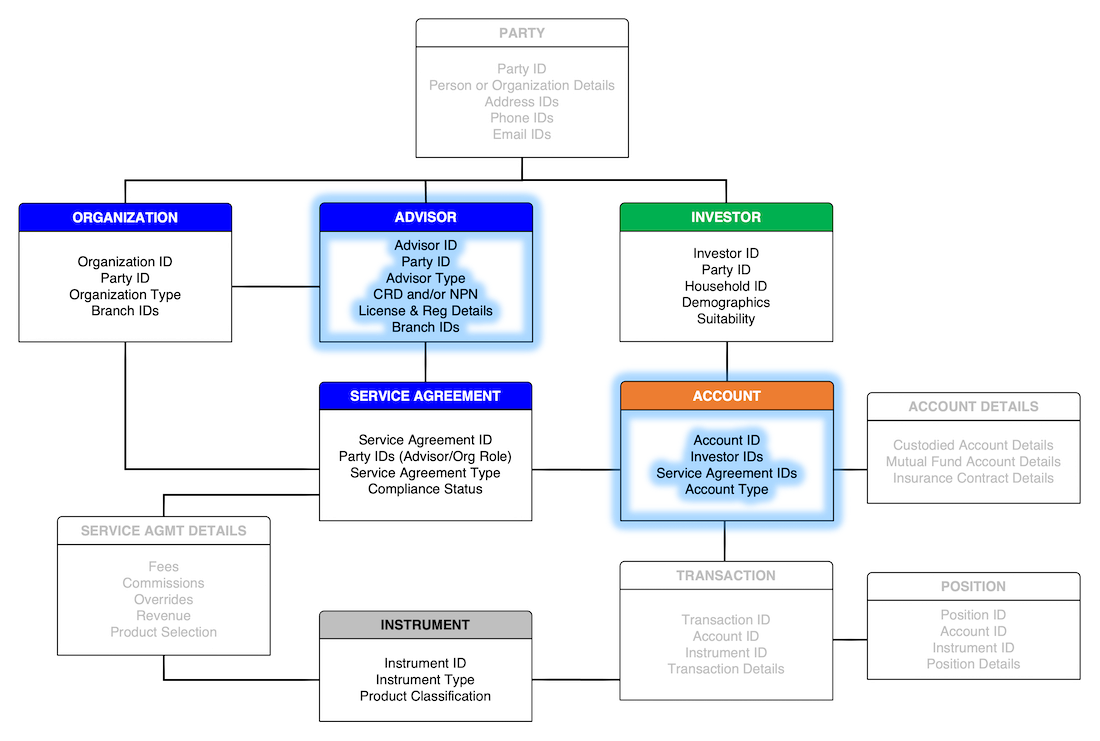 PARTY
Party ID
Person or Organization Details
Address IDs
Phone IDs
Email IDs
ORGANIZATION
Organization ID
Party ID
Organization Type
Branch IDs
ADVISOR
Advisor ID
Party ID
Advisor Type
CRD and/or NPN
License & Reg Details
Branch IDs
INVESTOR
Investor ID
Party ID
Household ID
Demographics
Suitability
SERVICE AGREEMENT
Service Agreement ID
Party IDs (Advisor/Org Role)
Service Agreement Type
Compliance Status
ACCOUNT
Account ID
Investor IDs
Service Agreement IDs
Account Type
ACCOUNT DETAILS
Custodied Account Details
Mutual Fund Account Details
Insurance Contract Details
SERVICE AGMT DETAILS
Fees
Commissions
Overrides
Revenue
Product Selection
INSTRUMENT
Instrument ID
Instrument Type
Product Classification
TRANSACTION
Transaction ID
Account ID
Instrument ID
Transaction Details
POSITION
Position ID
Account ID
Instrument ID
Position Details